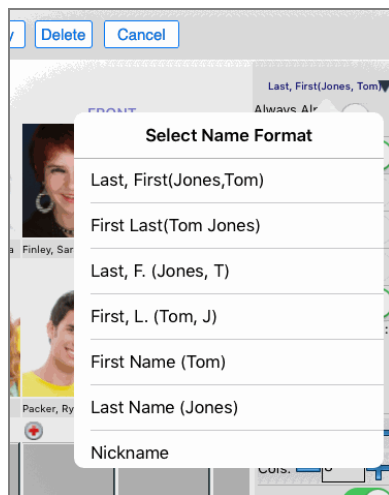 Delete
Cancel
Last, First(Jones, Tom)
FRONT
Select Name Format
Last, First(Jones,Tom)
First Last(Tom Jones)
Last, F. (Jones, T)
First, L. (Tom, J)
First Name (Tom)
Last Name (Jones)
Nickname
Finley, Sar
Packer, Ry
Cols: